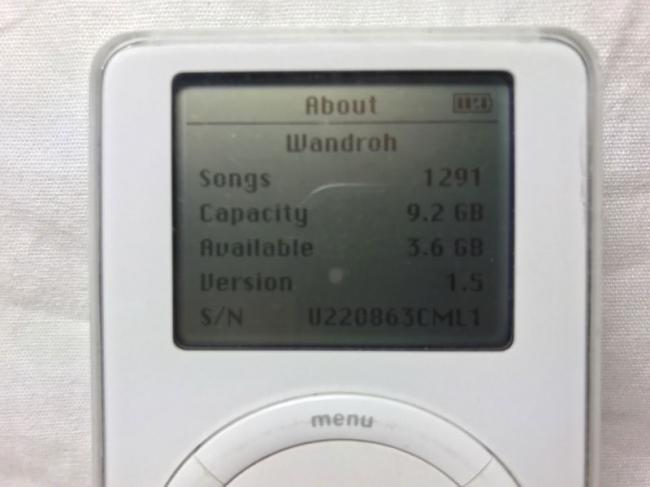 About
Wandroh
Songs 1291
Capacity 9.2 GB
Available 3.6 GB
Version 1.5
S/N U220863CML1
menu